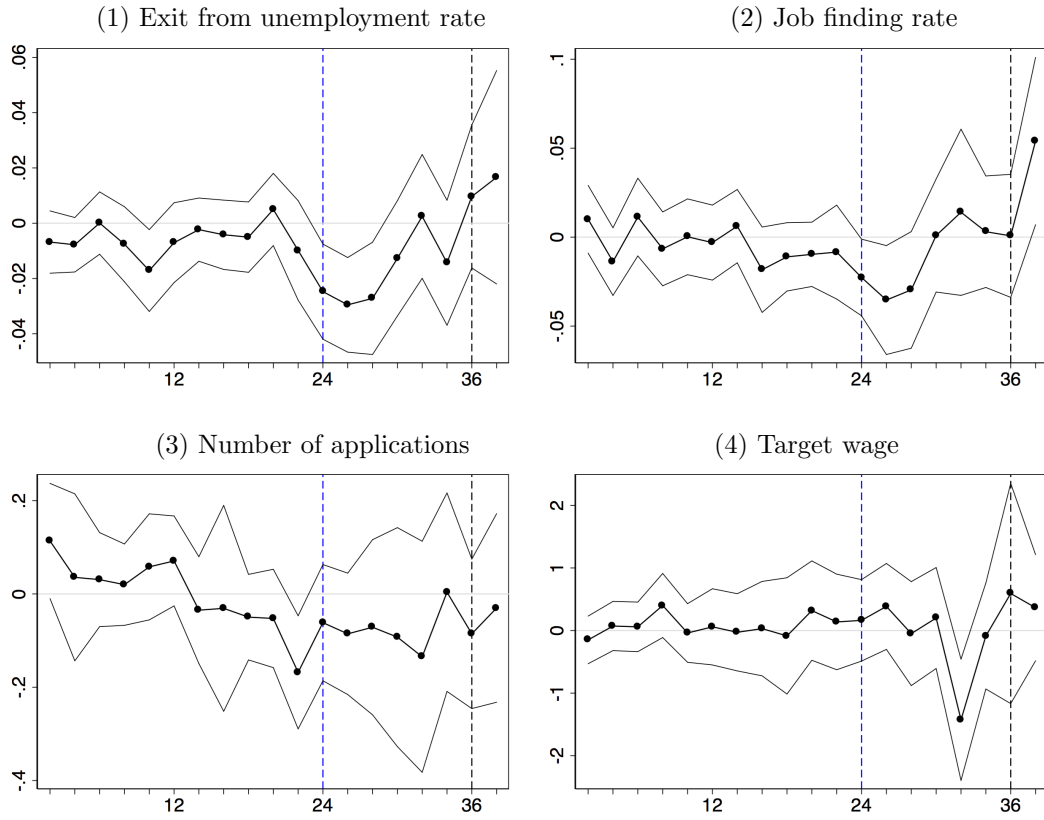 (1) Exit from unemployment rate
.06
.04
.02
0
-.02
-.04
12 24 36
(2) Job finding rate
.1
.05
0
-.05
12 24 36
(3) Number of applications
.2
0
-.2
-.4
12 24 36
(4) Target wage
2
1
0
-1
-2
12 24 36